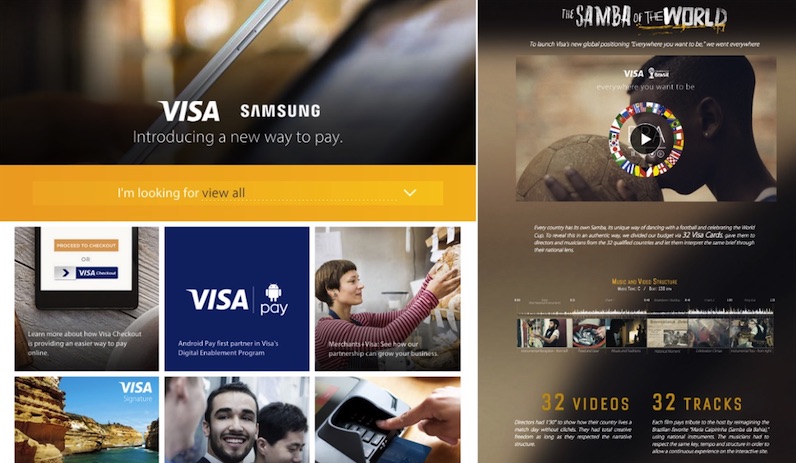 VISA SAMSUNG
Introducing a new way to pay.
I'm looking for view all
PROCEED TO CHECKOUT
OR
VISA Checkout
Learn more about how Visa Checkout
is providing an easier way to pay
online.
VISA pay
Android Pay first partner in Visa's
Digital Enablement Program
Merchants+Visa: See how our
partnership can grow your business.
VISA
Signature
THE SAMBA OF THE WORLD
To launch Visa's new global positioning "Everywhere you want to be," we went everywhere
VISA
Brasil
everywhere you want to be
Every country has its own Samba, its unique way of dancing with a football and celebrating the World
Cup. To reveal this in an authentic way, we divided our budget via 32 Visa Cards, gave them to
directors and musicians from the 32 qualified countries and let them interpret the same brief through
their national lens.
MUSIC AND VIDEO STRUCTURE
32 VIDEOS
Directors had 1'30" to show how their country lives a
match day without clichés. They had total creative
freedom as long as they respected the narrative
structure.
32 TRACKS
Each film pays tribute to the host by reimagining the
Brazilian favorite "Maria Caipirinha (Samba da Bahia),"
using national instruments. The musicians had to
respect the same key, tempo and structure in order to
allow a continuous experience on the interactive site.